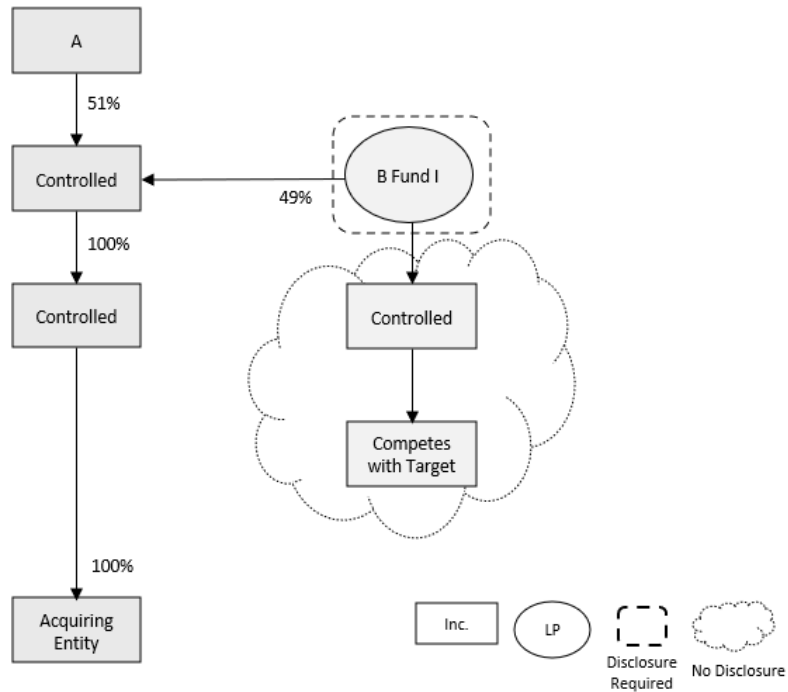 A
51%
Controlled
B Fund I
49%
100%
Controlled
Controlled
Competes
with Target
100%
Acquiring
Entity
Inc.
LP
Disclosure
Required
No Disclosure